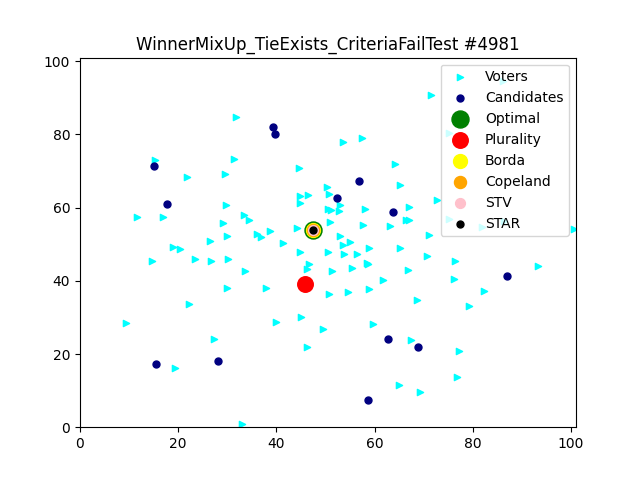 WinnerMixUp_TieExists_CriteriaFailTest #4981
100
80
60
40
20
0
0
20
40
60
80
100
Voters
Candidates
Optimal
Plurality
Borda
Copeland
STV
STAR